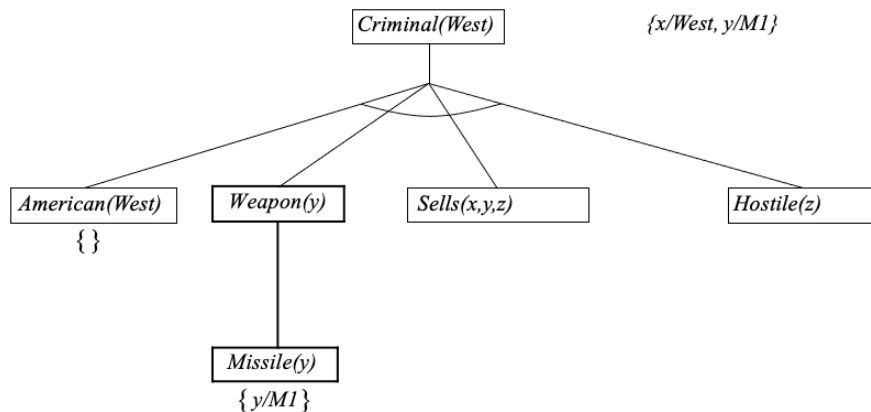 Criminal(West)
{x/West, y/M1}
American(West)
Weapon(y)
Sells(x,y,z)
Hostile(z)
{ }
Missile(y)
{ y/M1}